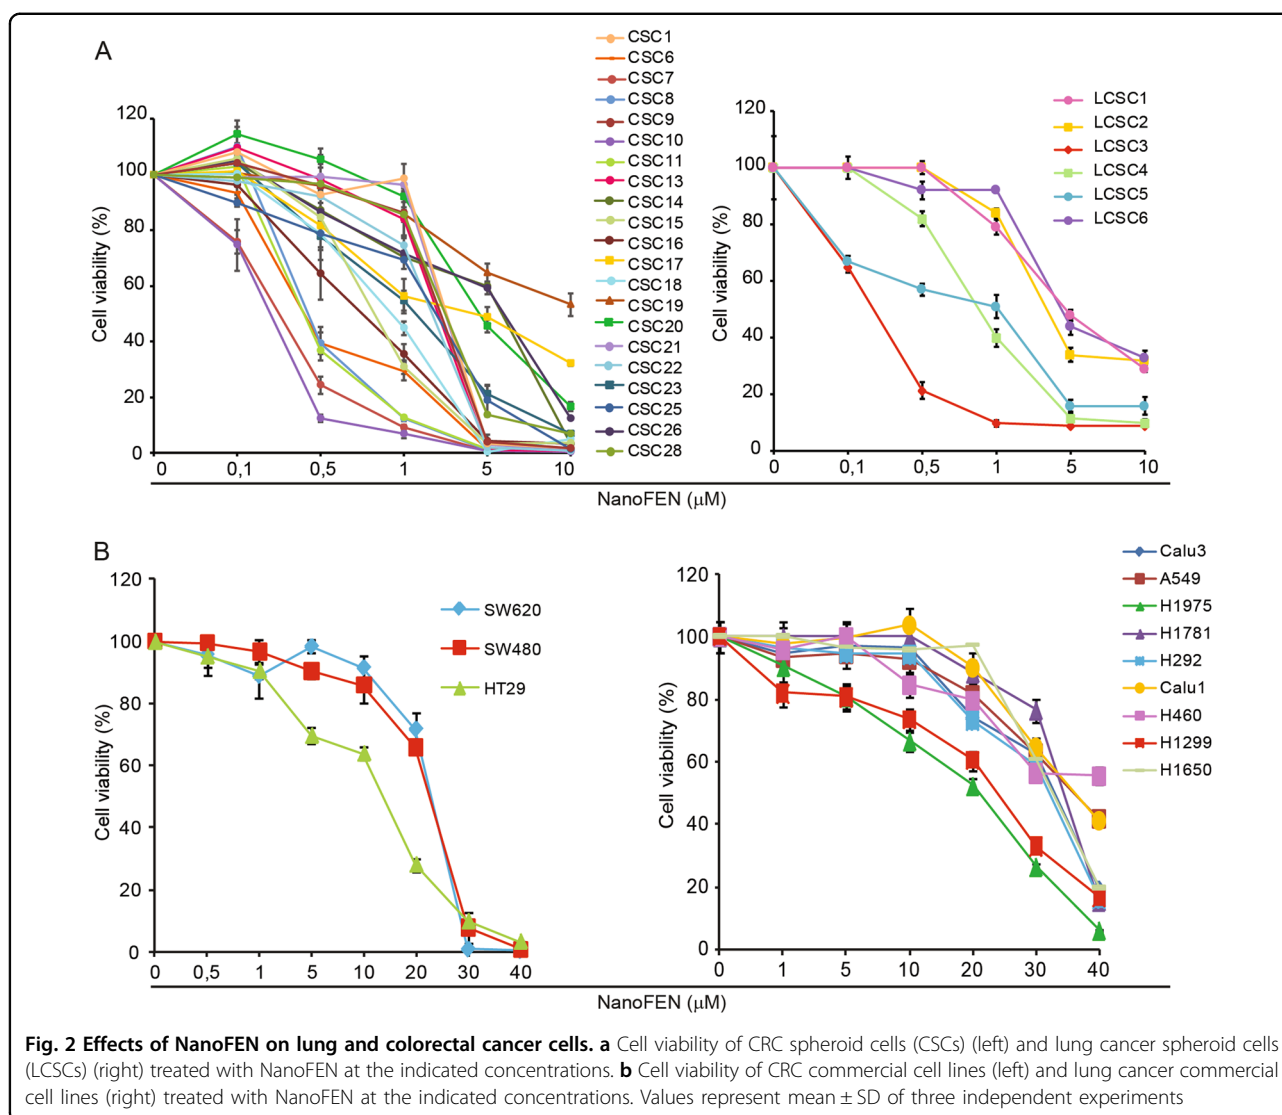 A
CSC1
CSC6
CSC7
CSC8
CSC9
CSC10
CSC11
CSC13
CSC14
CSC15
CSC16
CSC17
CSC18
CSC19
CSC20
CSC21
CSC22
CSC23
CSC25
CSC26
CSC28
Cell viability (%)
120
100
80
60
40
20
0
0 0,1 0,5 1 5 10
LCSC1
LCSC2
LCSC3
LCSC4
LCSC5
LCSC6
Cell viability (%)
120
100
80
60
40
20
0
0 0,1 0,5 1 5 10
NanoFEN (μM)
B
SW620
SW480
HT29
Cell viability (%)
120
100
80
60
40
20
0
0 0,5 1 5 10 20 30 40
Calu3
A549
H1975
H1781
H292
Calu1
H460
H1299
H1650
Cell viability (%)
120
100
80
60
40
20
0
0 1 5 10 20 30 40
NanoFEN (μM)
Fig. 2 Effects of NanoFEN on lung and colorectal cancer cells. a Cell viability of CRC spheroid cells (CSCs) (left) and lung cancer spheroid cells
(LCSCs) (right) treated with NanoFEN at the indicated concentrations. b Cell viability of CRC commercial cell lines (left) and lung cancer commercial
cell lines (right) treated with NanoFEN at the indicated concentrations. Values represent mean ± SD of three independent experiments